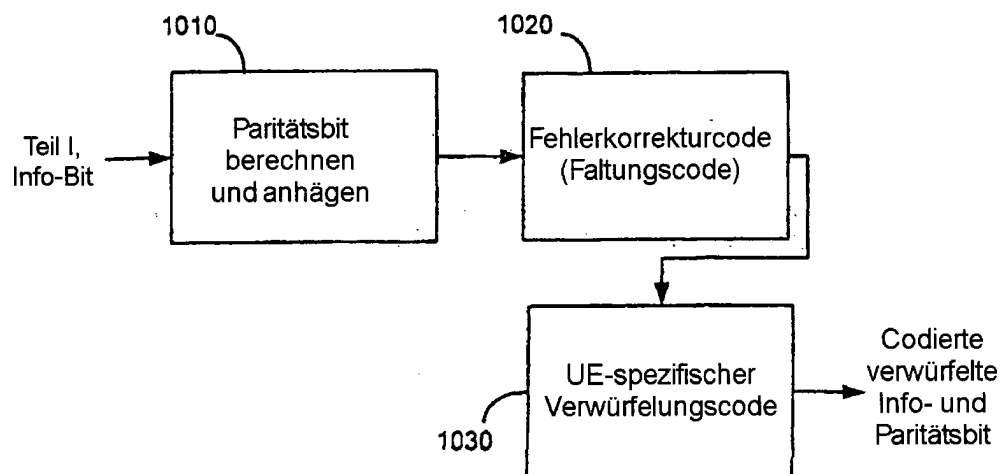 1010
1020
Teil I,
Info-Bit
Paritätsbit
berechnen
und anhägen
Fehlerkorrekturcode
(Faltungscode)
UE-spezifischer
Verwürfelungscode
1030
Codierte
verwürfelte
Info- und
Paritätsbit